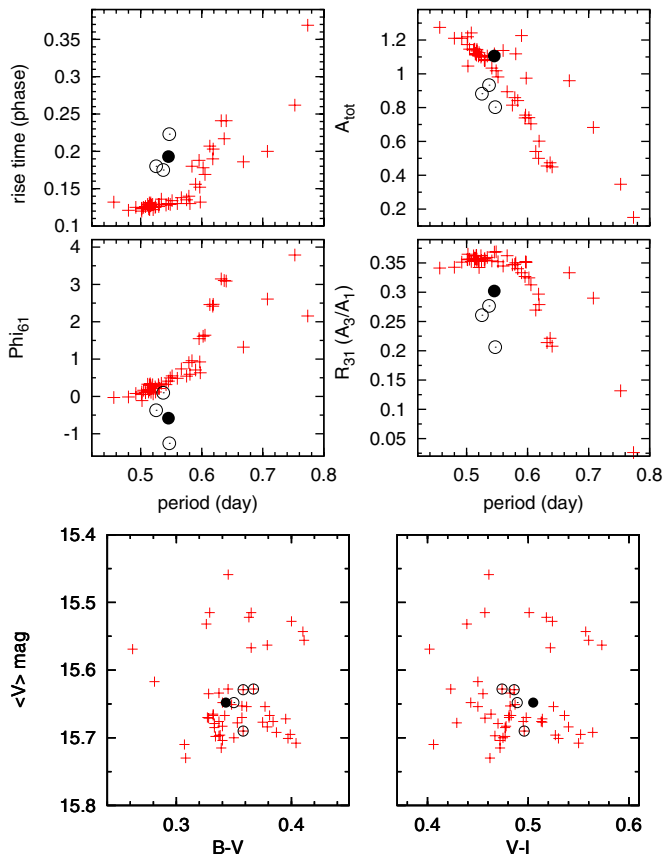 0.35
0.3
0.25
0.2
0.15
0.1
rise time (phase)
1.2
1
0.8
0.6
0.4
0.2
A_tot
4
3
2
1
0
-1
Phi_61
0.5 0.6 0.7 0.8
period (day)
0.35
0.3
0.25
0.2
0.15
0.1
0.05
R_31 (A_3/A_1)
0.5 0.6 0.7 0.8
period (day)
15.4
15.5
15.6
15.7
15.8
<V> mag
0.3 0.4
B-V
0.4 0.5 0.6
V-I